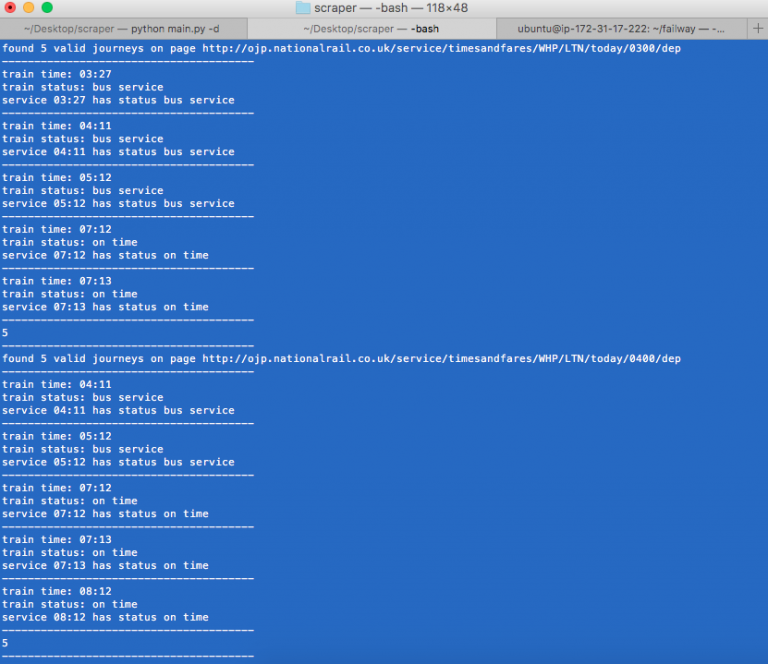 scraper — -bash — 118×48
~/Desktop/scraper — python main.py -d
~/Desktop/scraper — -bash
ubuntu@ip-172-31-17-222: ~/failway — -...
found 5 valid journeys on page http://ojp.nationalrail.co.uk/service/timesandfares/WHP/LTN/today/0300/dep
---------------------------------------
train time: 03:27
train status: bus service
service 03:27 has status bus service
---------------------------------------
train time: 04:11
train status: bus service
service 04:11 has status bus service
---------------------------------------
train time: 05:12
train status: bus service
service 05:12 has status bus service
---------------------------------------
train time: 07:12
train status: on time
service 07:12 has status on time
---------------------------------------
train time: 07:13
train status: on time
service 07:13 has status on time
---------------------------------------
5
---------------------------------------
found 5 valid journeys on page http://ojp.nationalrail.co.uk/service/timesandfares/WHP/LTN/today/0400/dep
---------------------------------------
train time: 04:11
train status: bus service
service 04:11 has status bus service
---------------------------------------
train time: 05:12
train status: bus service
service 05:12 has status bus service
---------------------------------------
train time: 07:12
train status: on time
service 07:12 has status on time
---------------------------------------
train time: 07:13
train status: on time
service 07:13 has status on time
---------------------------------------
train time: 08:12
train status: on time
service 08:12 has status on time
---------------------------------------
5
---------------------------------------